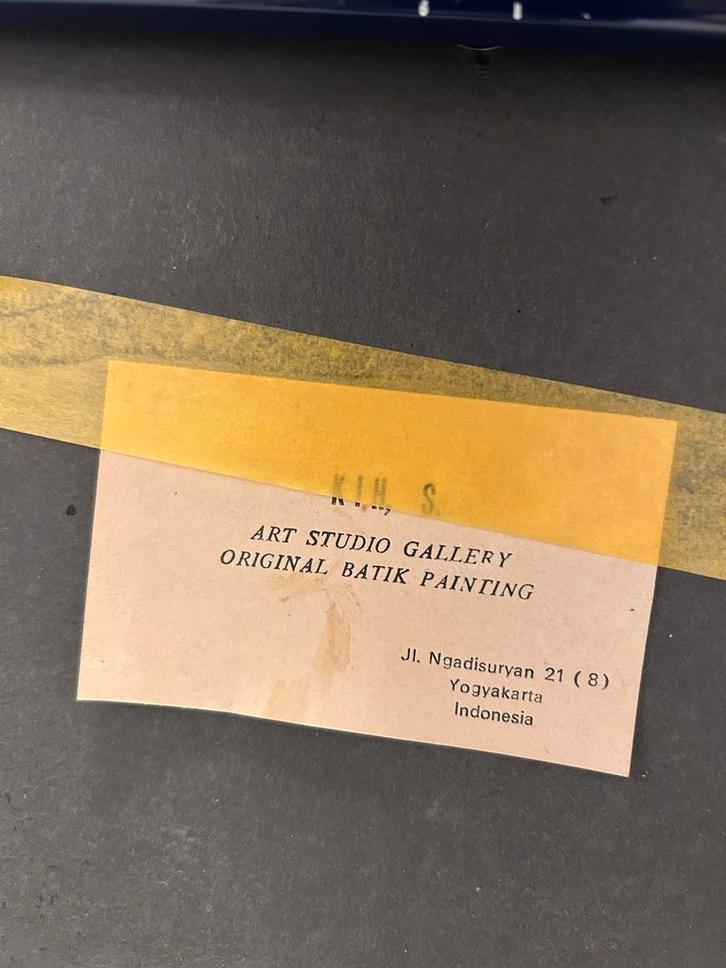 S.
ART STUDIO GALLERY
ORIGINAL BATIK PAINTING
Jl. Ngadisuryan 21 ( 8 )
Yogyakarta
Indonesia